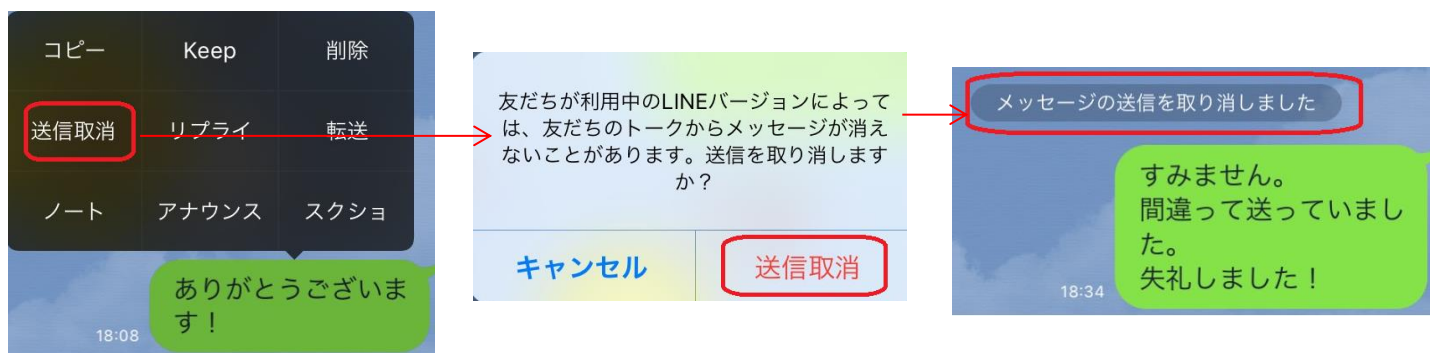 コピー Keep 削除
送信取消 リプライ 転送
ノート アナウンス スクショ
ありがとうございま
す！
18:08
友だちが利用中のLINEバージョンによって
は、友だちのトークからメッセージが消え
ないことがあります。送信を取り消します
か？
キャンセル 送信取消
メッセージの送信を取り消しました
すみません。
間違って送っていまし
た。
失礼しました！
18:34